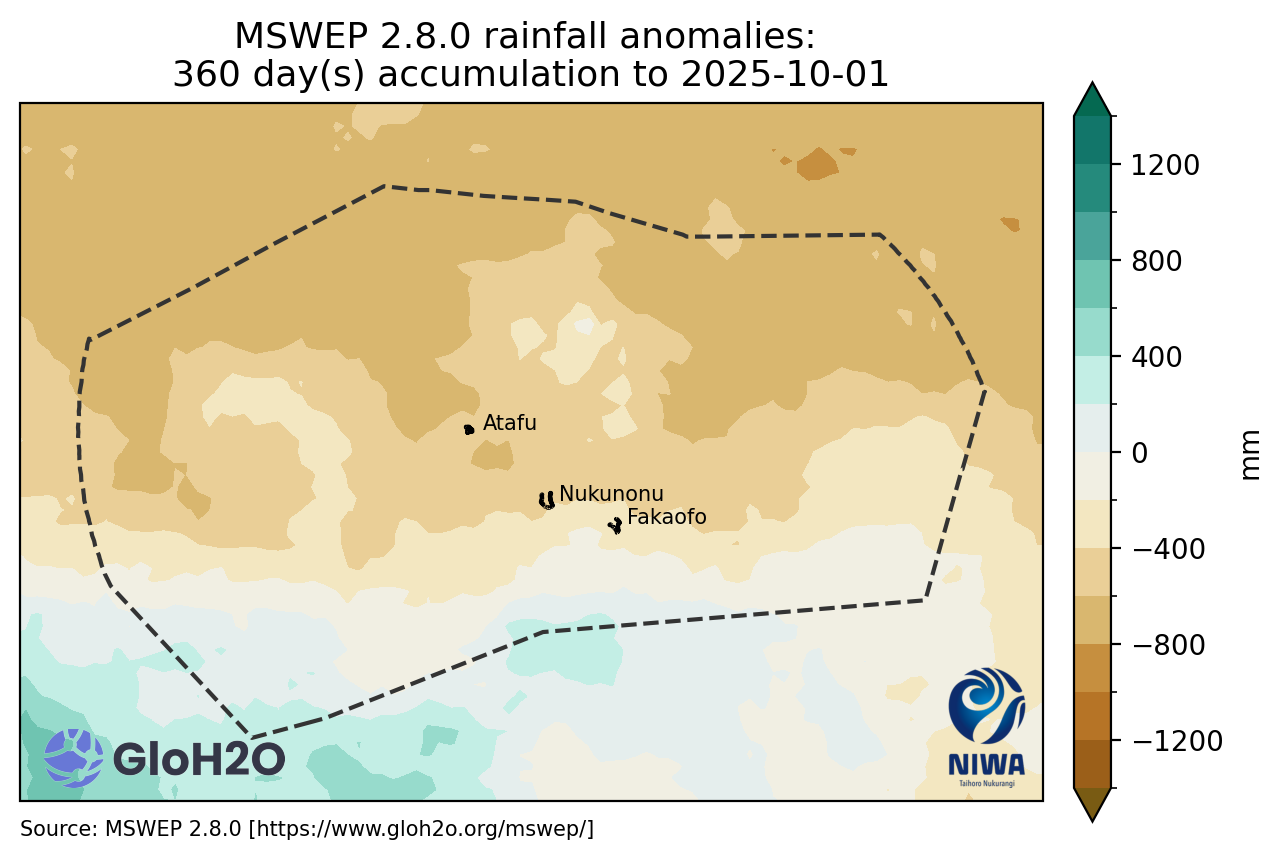 MSWEP 2.8.0 rainfall anomalies:
360 day(s) accumulation to 2025-10-01
1200
800
400
0
−400
−800
−1200
mm
Atafu
Nukunonu
Fakaofo
GloH2O
NIWA
Taihoro Nukurangi
Source: MSWEP 2.8.0 [https://www.gloh2o.org/mswep/]